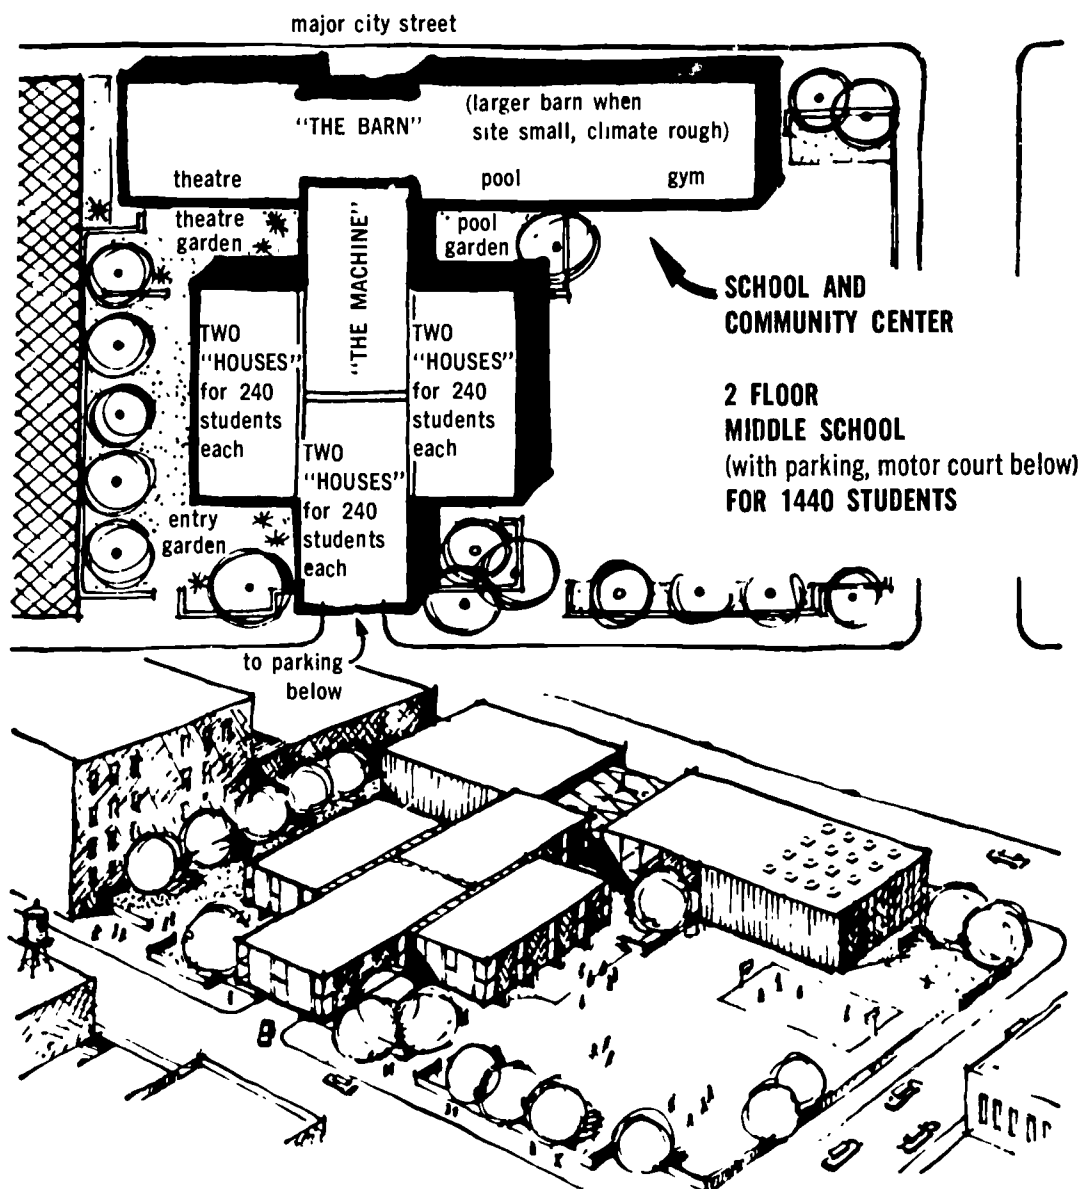 major city street
"THE BARN"
(larger barn when
site small, climate rough)
theatre
pool
gym
theatre
garden
"THE MACHINE"
pool
garden
SCHOOL AND
COMMUNITY CENTER
TWO
"HOUSES"
for 240
students
each
TWO
"HOUSES"
for 240
students
each
2 FLOOR
MIDDLE SCHOOL
(with parking, motor court below)
FOR 1440 STUDENTS
TWO
"HOUSES"
for 240
students
each
entry
garden
to parking
below